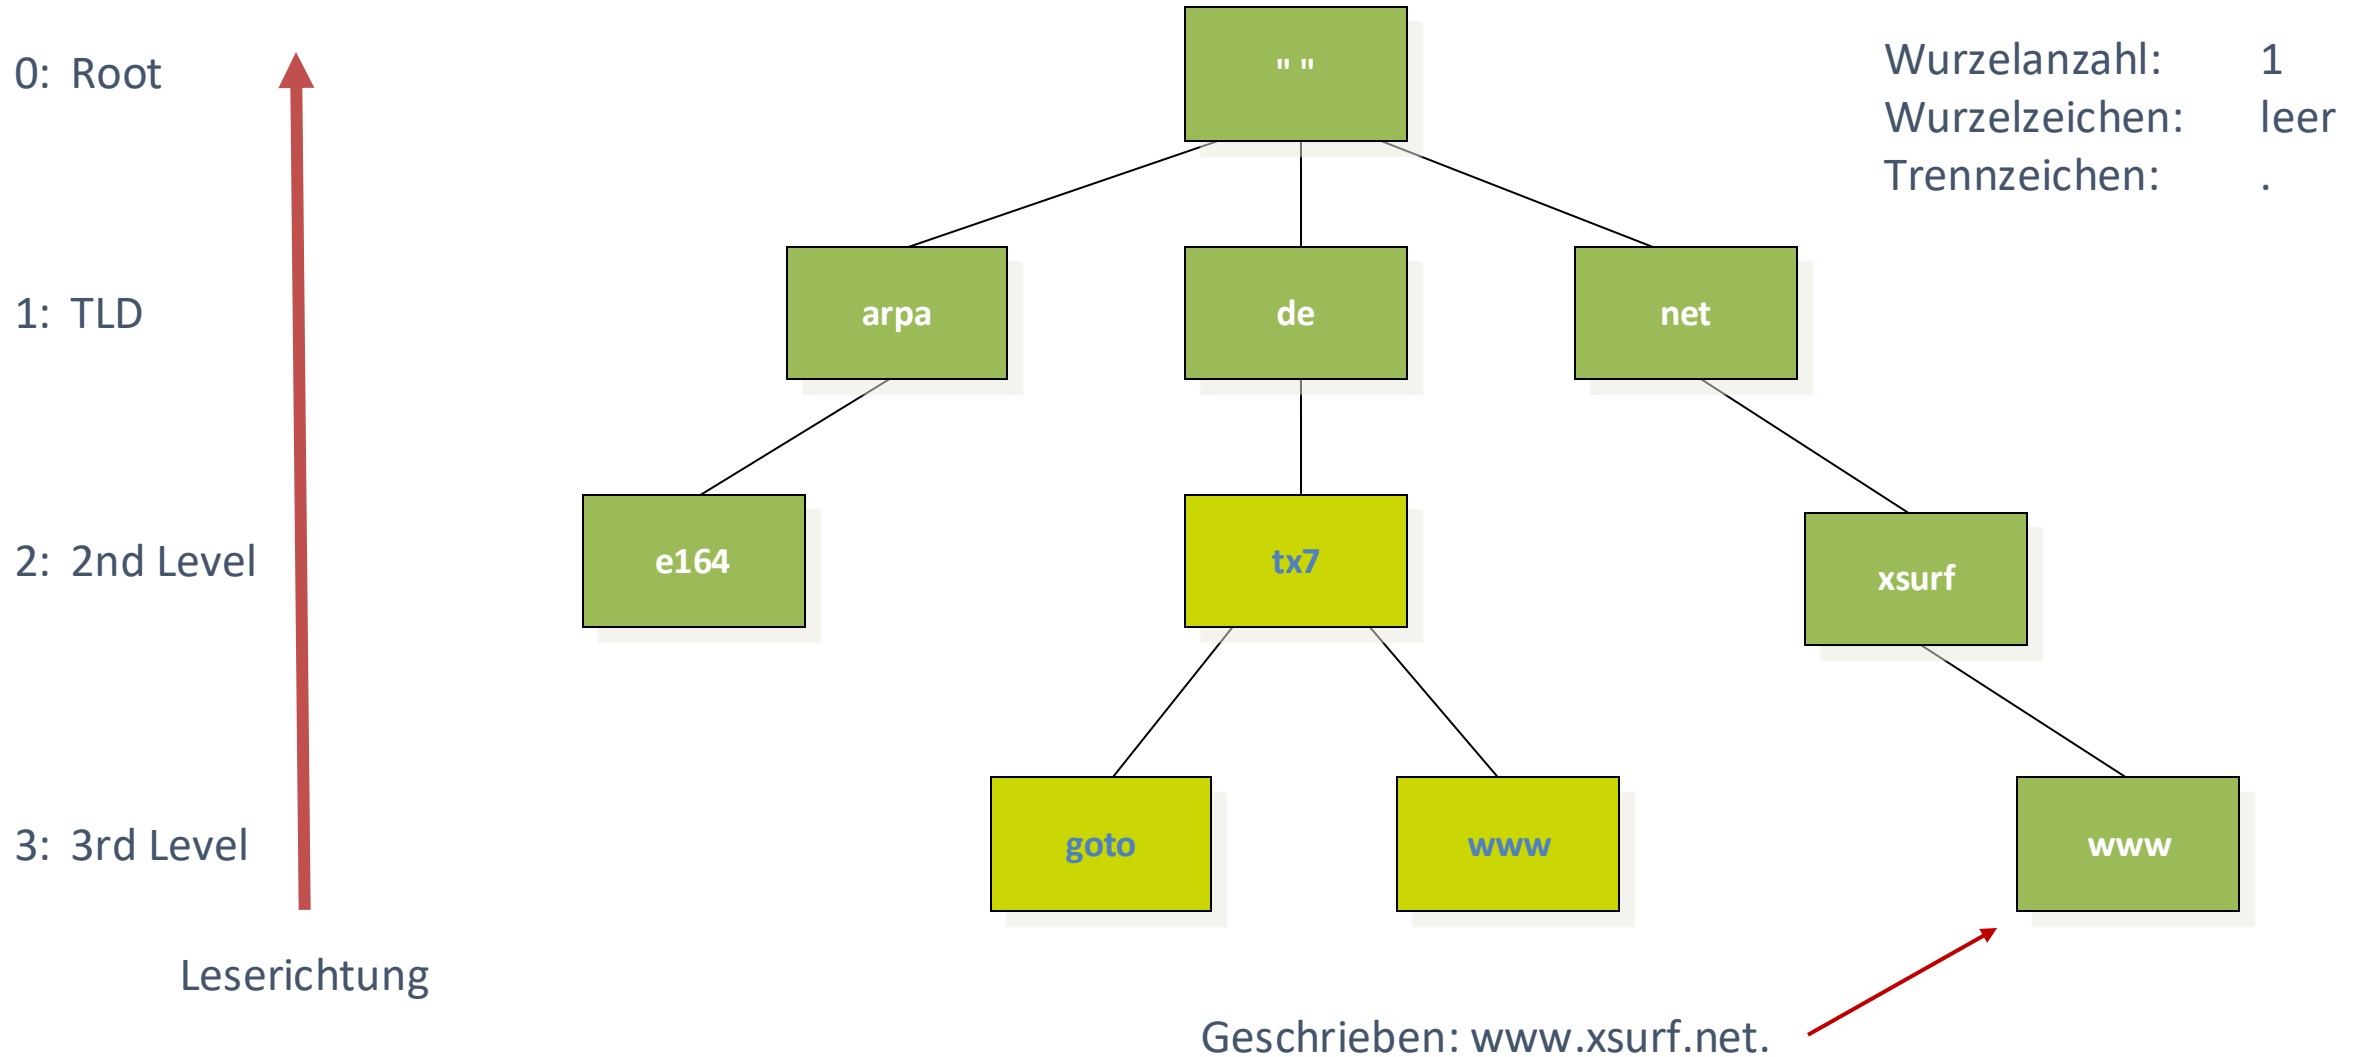 0: Root
" "
Wurzelanzahl: 1
Wurzelzeichen: leer
Trennzeichen: .
1: TLD
arpa
de
net
2: 2nd Level
e164
tx7
xsurf
3: 3rd Level
goto
www
www
Leserichtung
Geschrieben: www.xsurf.net.